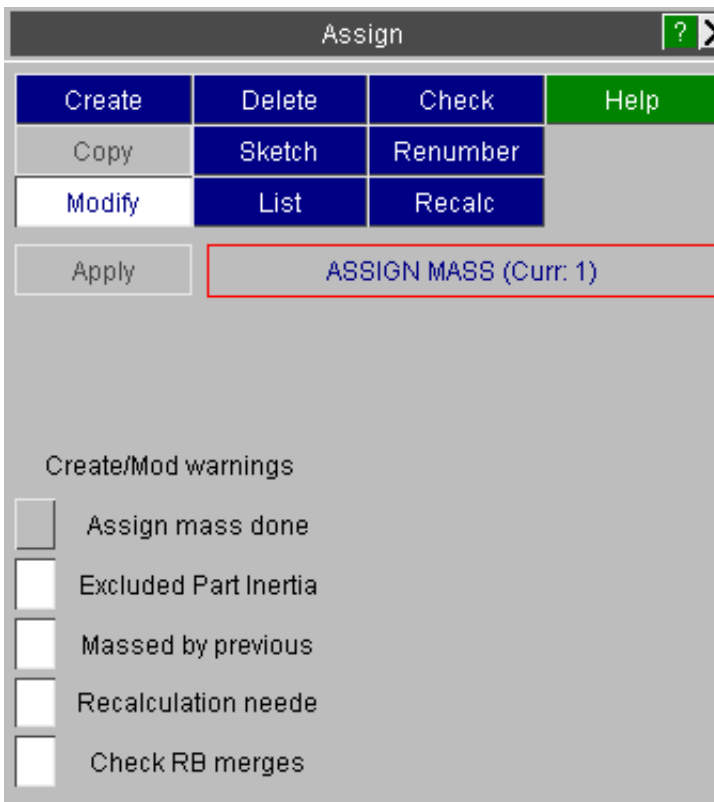 Assign ? X
Create Delete Check Help
Copy Sketch Renumber
Modify List Recalc
Apply ASSIGN MASS (Curr: 1)
Create/Mod warnings
Assign mass done
Excluded Part Inertia
Massed by previous
Recalculation neede
Check RB merges